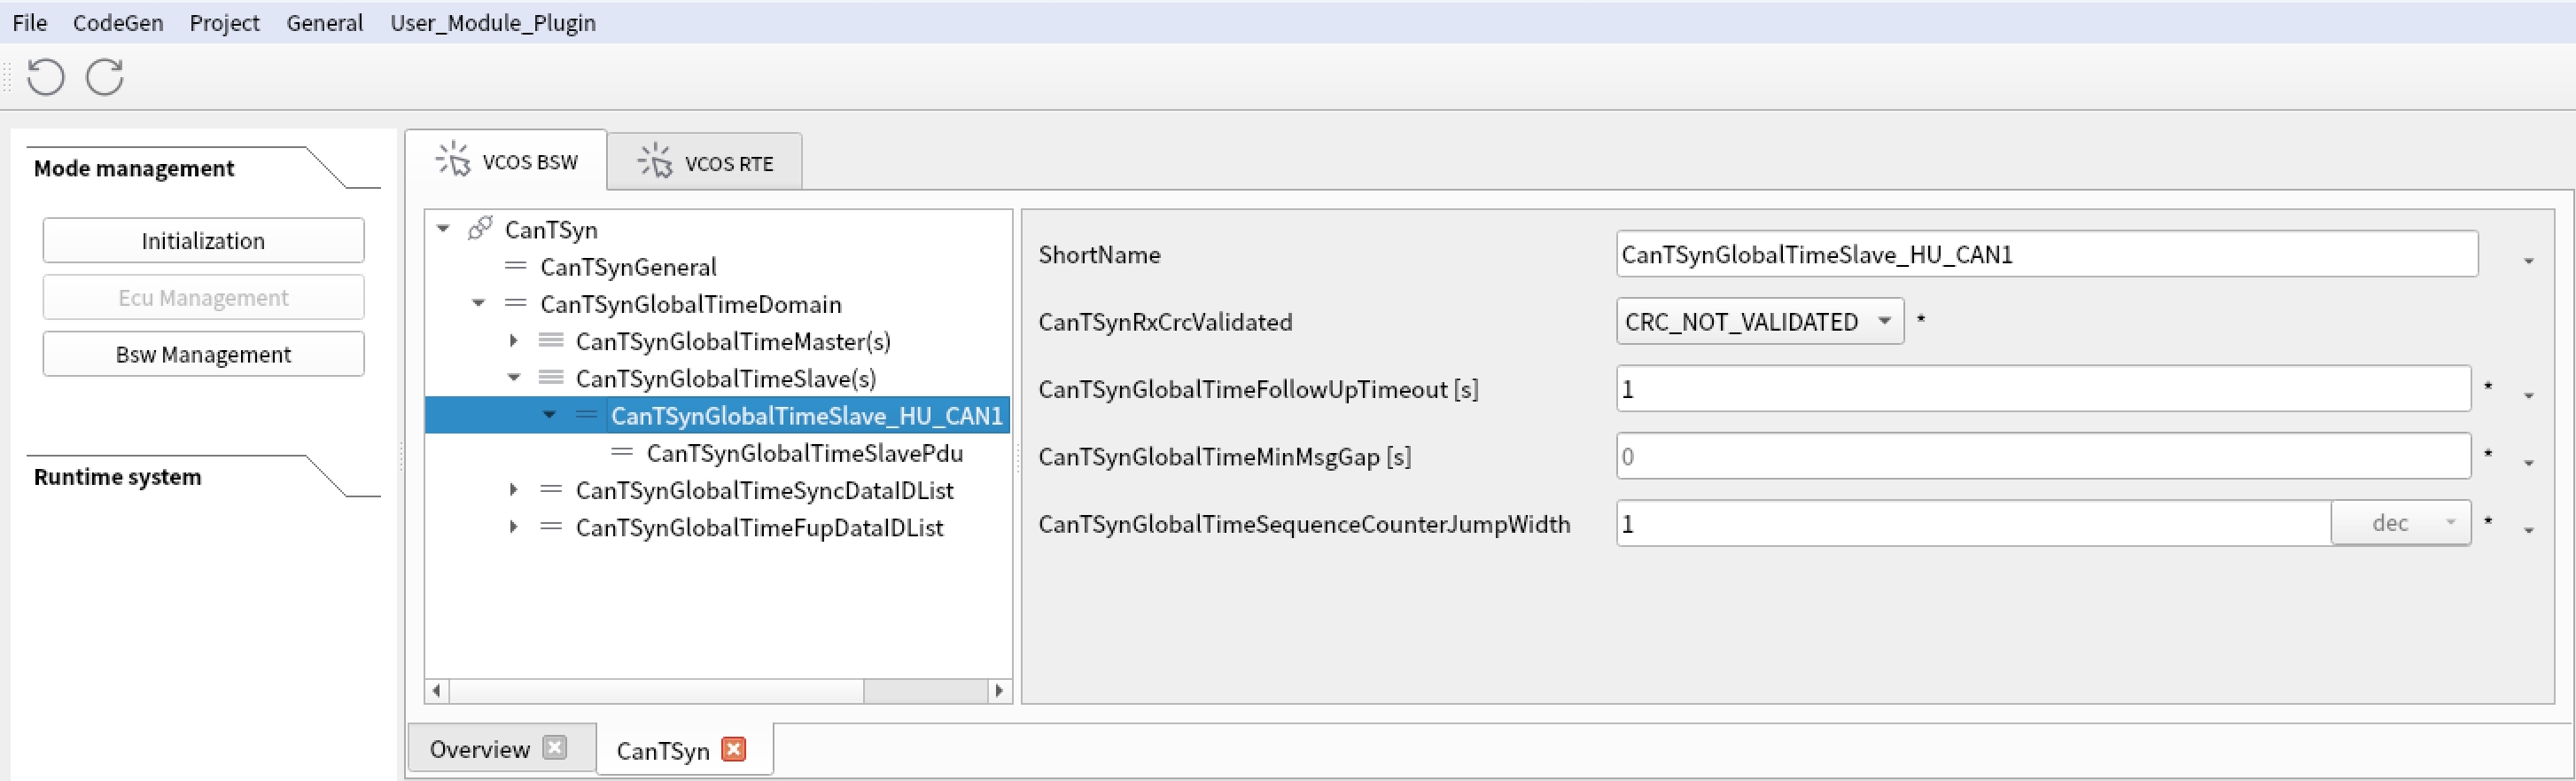 File CodeGen Project General User_Module_Plugin
Mode management
Initialization
Ecu Management
Bsw Management
Runtime system
VCOS BSW VCOS RTE
CanTSyn
CanTSynGeneral
CanTSynGlobalTimeDomain
CanTSynGlobalTimeMaster(s)
CanTSynGlobalTimeSlave(s)
CanTSynGlobalTimeSlave_HU_CAN1
CanTSynGlobalTimeSlavePdu
CanTSynGlobalTimeSyncDataIDList
CanTSynGlobalTimeFupDataIDList
ShortName CanTSynGlobalTimeSlave_HU_CAN1
CanTSynRxCrcValidated CRC_NOT_VALIDATED *
CanTSynGlobalTimeFollowUpTimeout [s] 1 *
CanTSynGlobalTimeMinMsgGap [s] 0 *
CanTSynGlobalTimeSequenceCounterJumpWidth 1 dec *
Overview CanTSyn